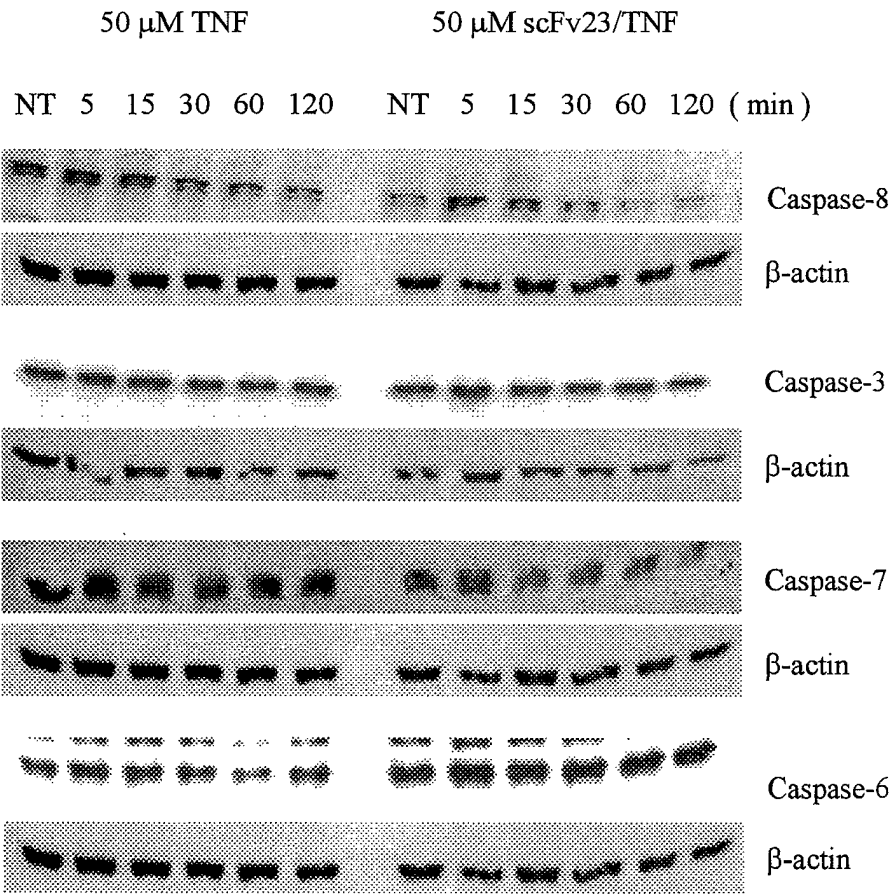 50 μM TNF 50 μM scFv23/TNF
NT 5 15 30 60 120 NT 5 15 30 60 120 ( min )
Caspase-8
β-actin
Caspase-3
β-actin
Caspase-7
β-actin
Caspase-6
β-actin